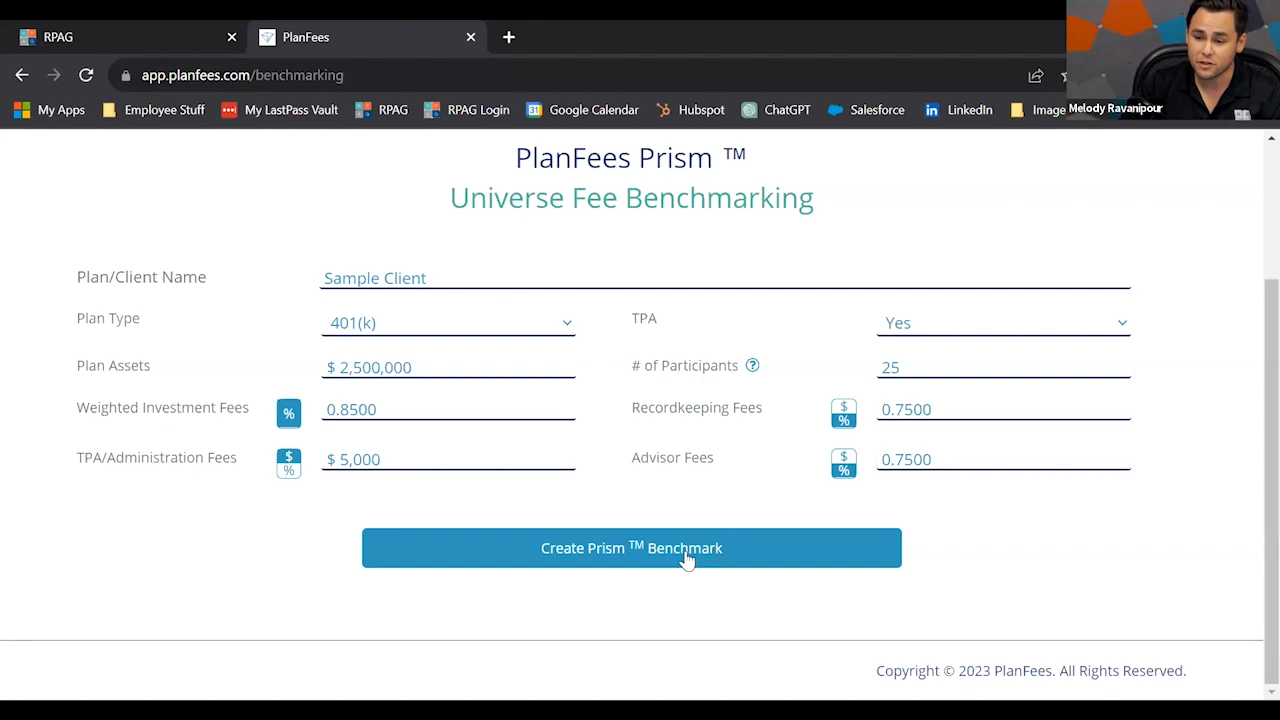 RPAG
PlanFees
app.planfees.com/benchmarking
My Apps
Employee Stuff
My LastPass Vault
RPAG
RPAG Login
Google Calendar
Hubspot
ChatGPT
Salesforce
LinkedIn
Image
Melody Ravanipour
PlanFees Prism ™
Universe Fee Benchmarking
Plan/Client Name Sample Client
Plan Type 401(k) TPA Yes
Plan Assets $ 2,500,000 # of Participants ? 25
Weighted Investment Fees % 0.8500 Recordkeeping Fees $ % 0.7500
TPA/Administration Fees $ % $ 5,000 Advisor Fees $ % 0.7500
Create Prism ™ Benchmark
Copyright © 2023 PlanFees. All Rights Reserved.